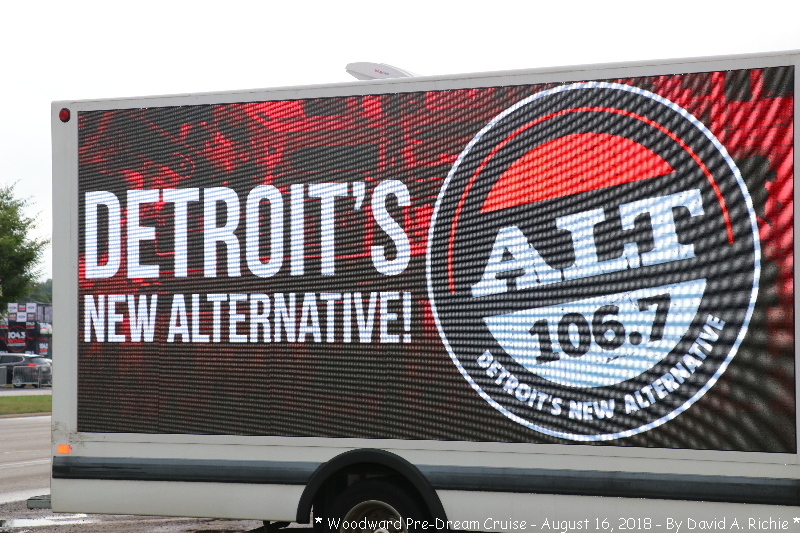 DETROIT'S
NEW ALTERNATIVE!
ALT
106.7
DETROIT'S NEW ALTERNATIVE
* Woodward Pre-Dream Cruise - August 16, 2018 - By David A. Richie *